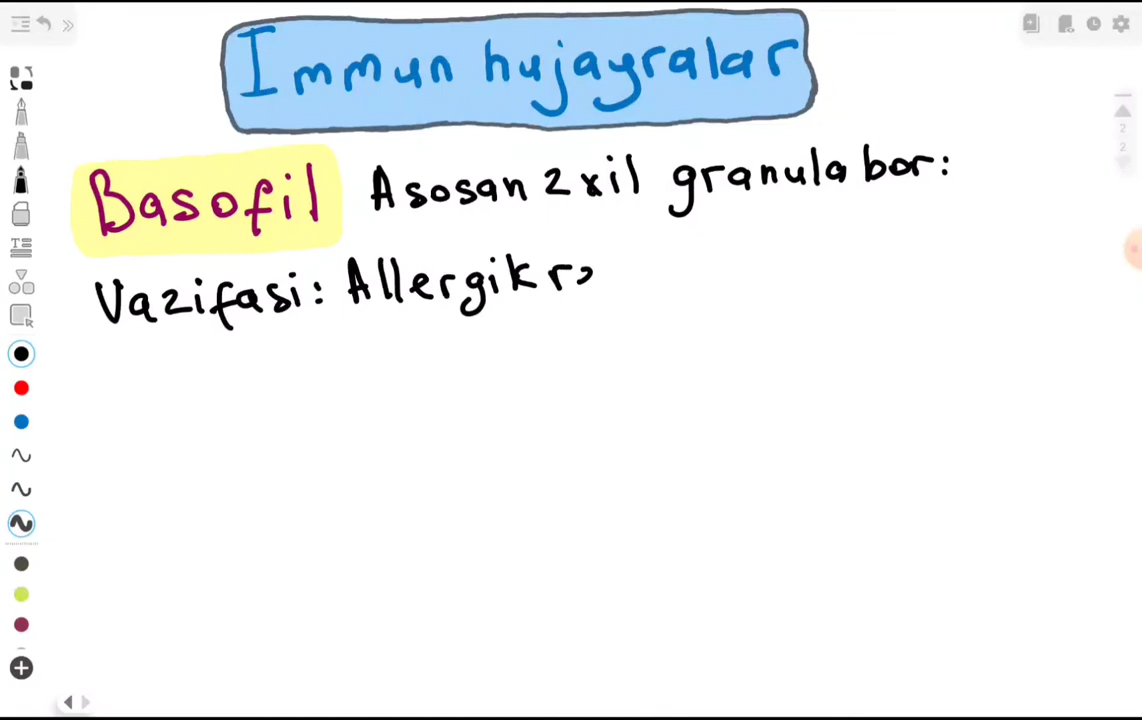 Immun hujayralar
Basofil Asosan 2 xil granula bor:
Vazifasi: Allergik r